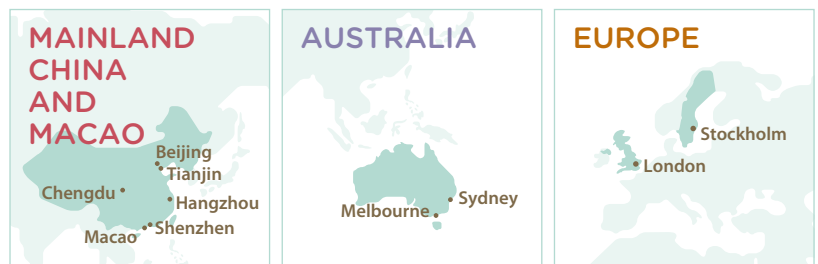 MAINLAND
CHINA
AND
MACAO
Beijing
Tianjin
Chengdu
Hangzhou
Shenzhen
Macao
AUSTRALIA
Sydney
Melbourne
EUROPE
Stockholm
London